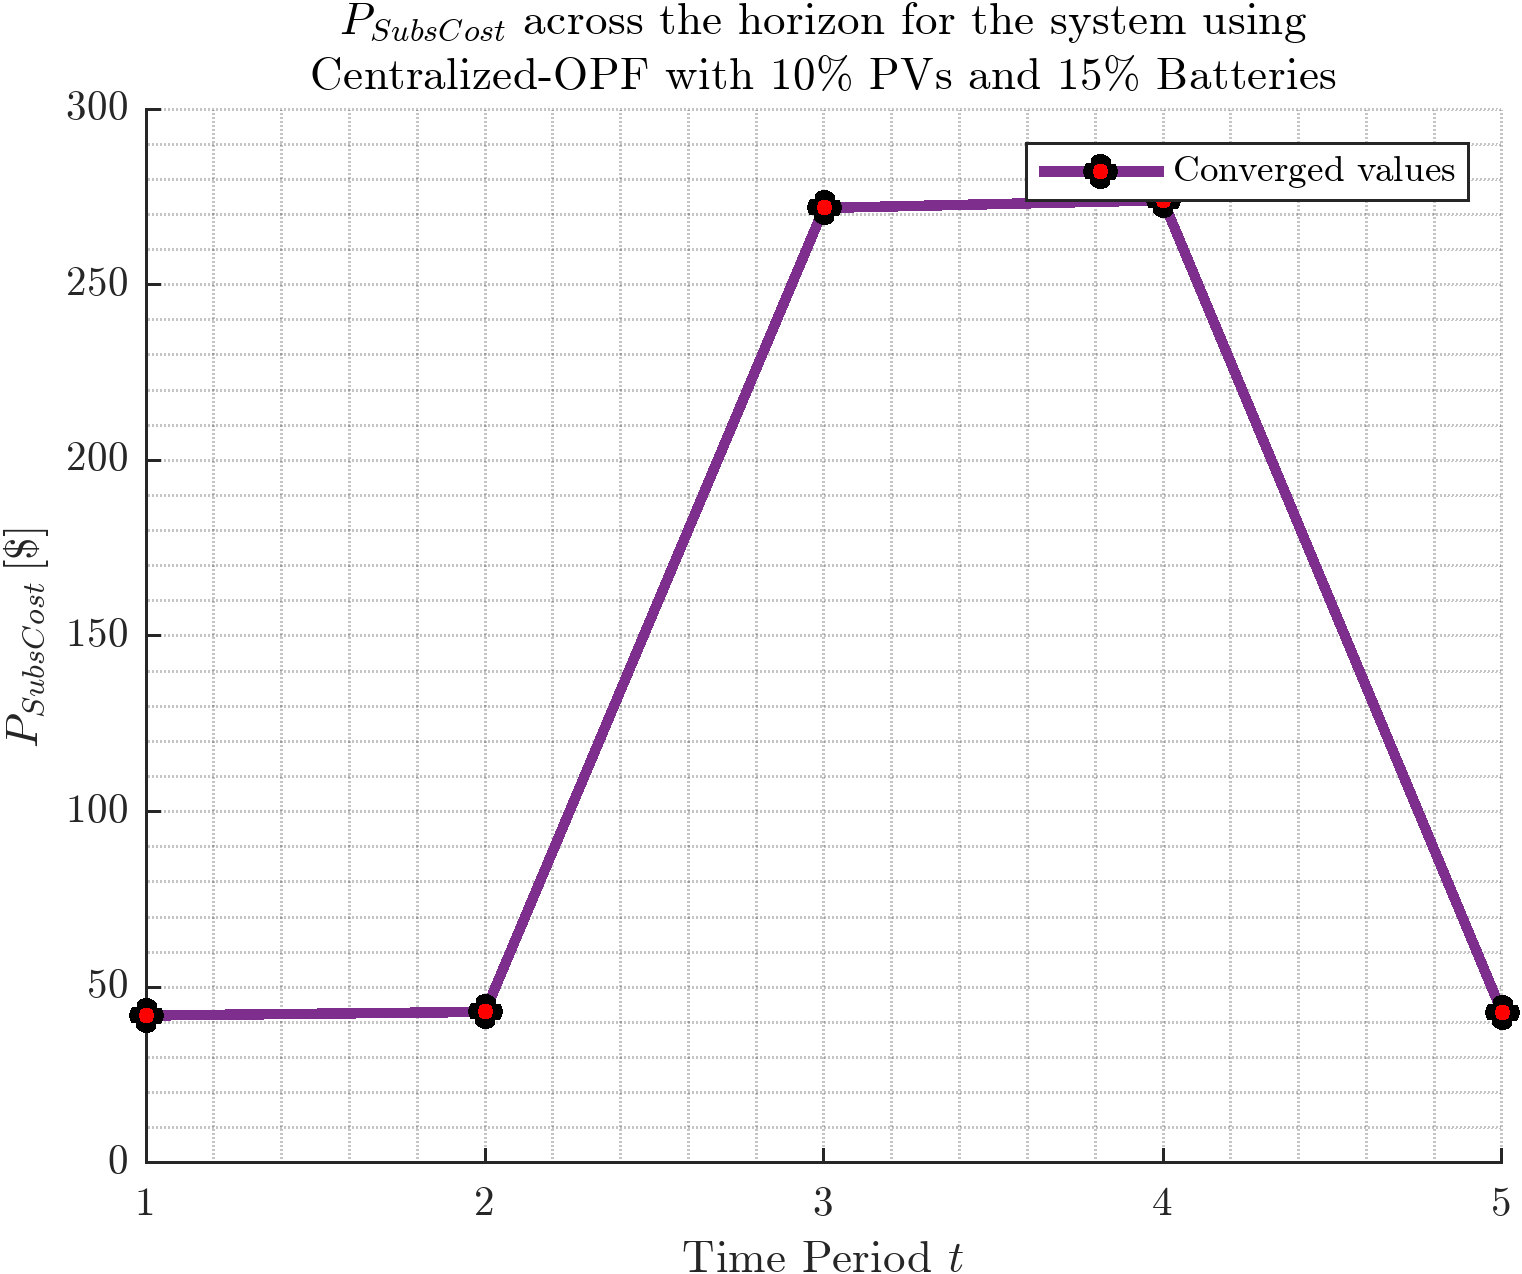 P_SubsCost across the horizon for the system using
Centralized-OPF with 10% PVs and 15% Batteries
300
250
200
150
100
50
0
P_SubsCost [$]
Converged values
1 2 3 4 5
Time Period t